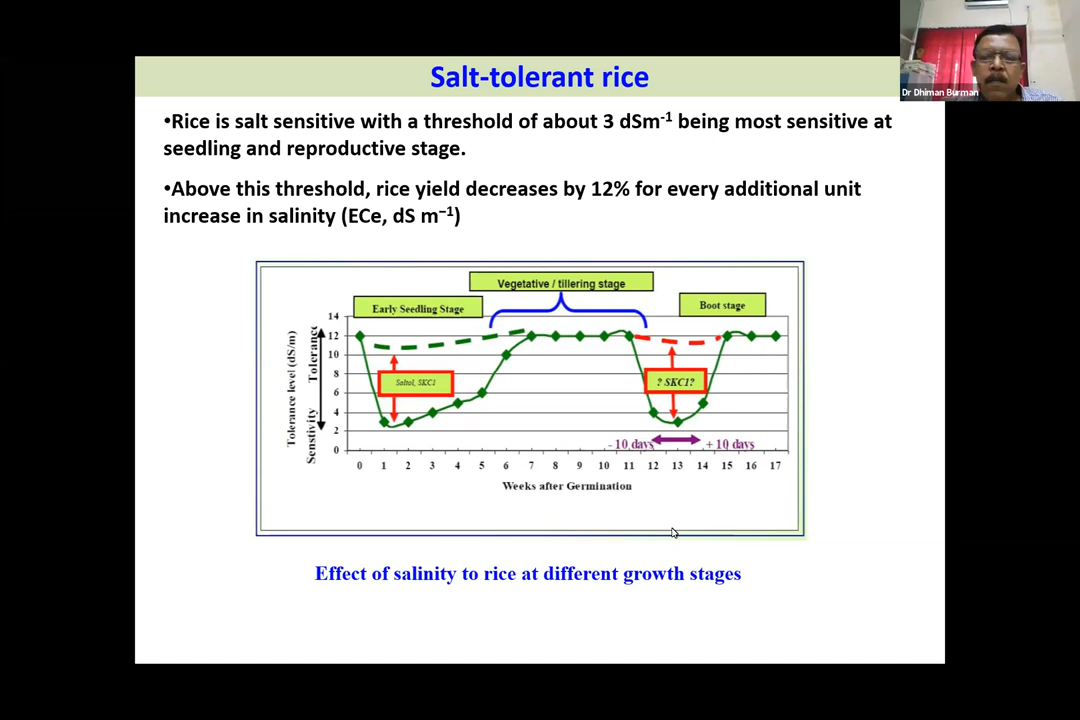 Dr Dhiman Burman
Salt-tolerant rice
•Rice is salt sensitive with a threshold of about 3 dSm-1 being most sensitive at
seedling and reproductive stage.
•Above this threshold, rice yield decreases by 12% for every additional unit
increase in salinity (ECe, dS m−1)
Vegetative / tillering stage
Early Seedling Stage
Boot stage
Tolerance level (dS/m)
Senstivity Tolerance
14
12
10
8
6
4
2
0
Saltol, SKC1
? SKC1?
- 10 days
+ 10 days
0 1 2 3 4 5 6 7 8 9 10 11 12 13 14 15 16 17
Weeks after Germination
Effect of salinity to rice at different growth stages